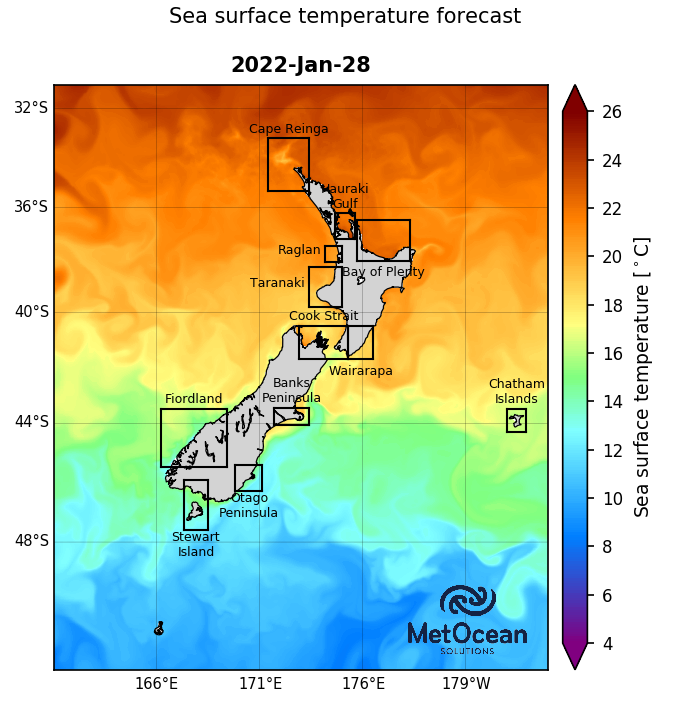 Sea surface temperature forecast
2022-Jan-28
32°S
36°S
40°S
44°S
48°S
166°E
171°E
176°E
179°W
Cape Reinga
Hauraki
Gulf
Raglan
Bay of Plenty
Taranaki
Cook Strait
Wairarapa
Banks
Peninsula
Fiordland
Chatham
Islands
Otago
Peninsula
Stewart
Island
MetOcean
SOLUTIONS
26
24
22
20
18
16
14
12
10
8
6
4
Sea surface temperature [°C]